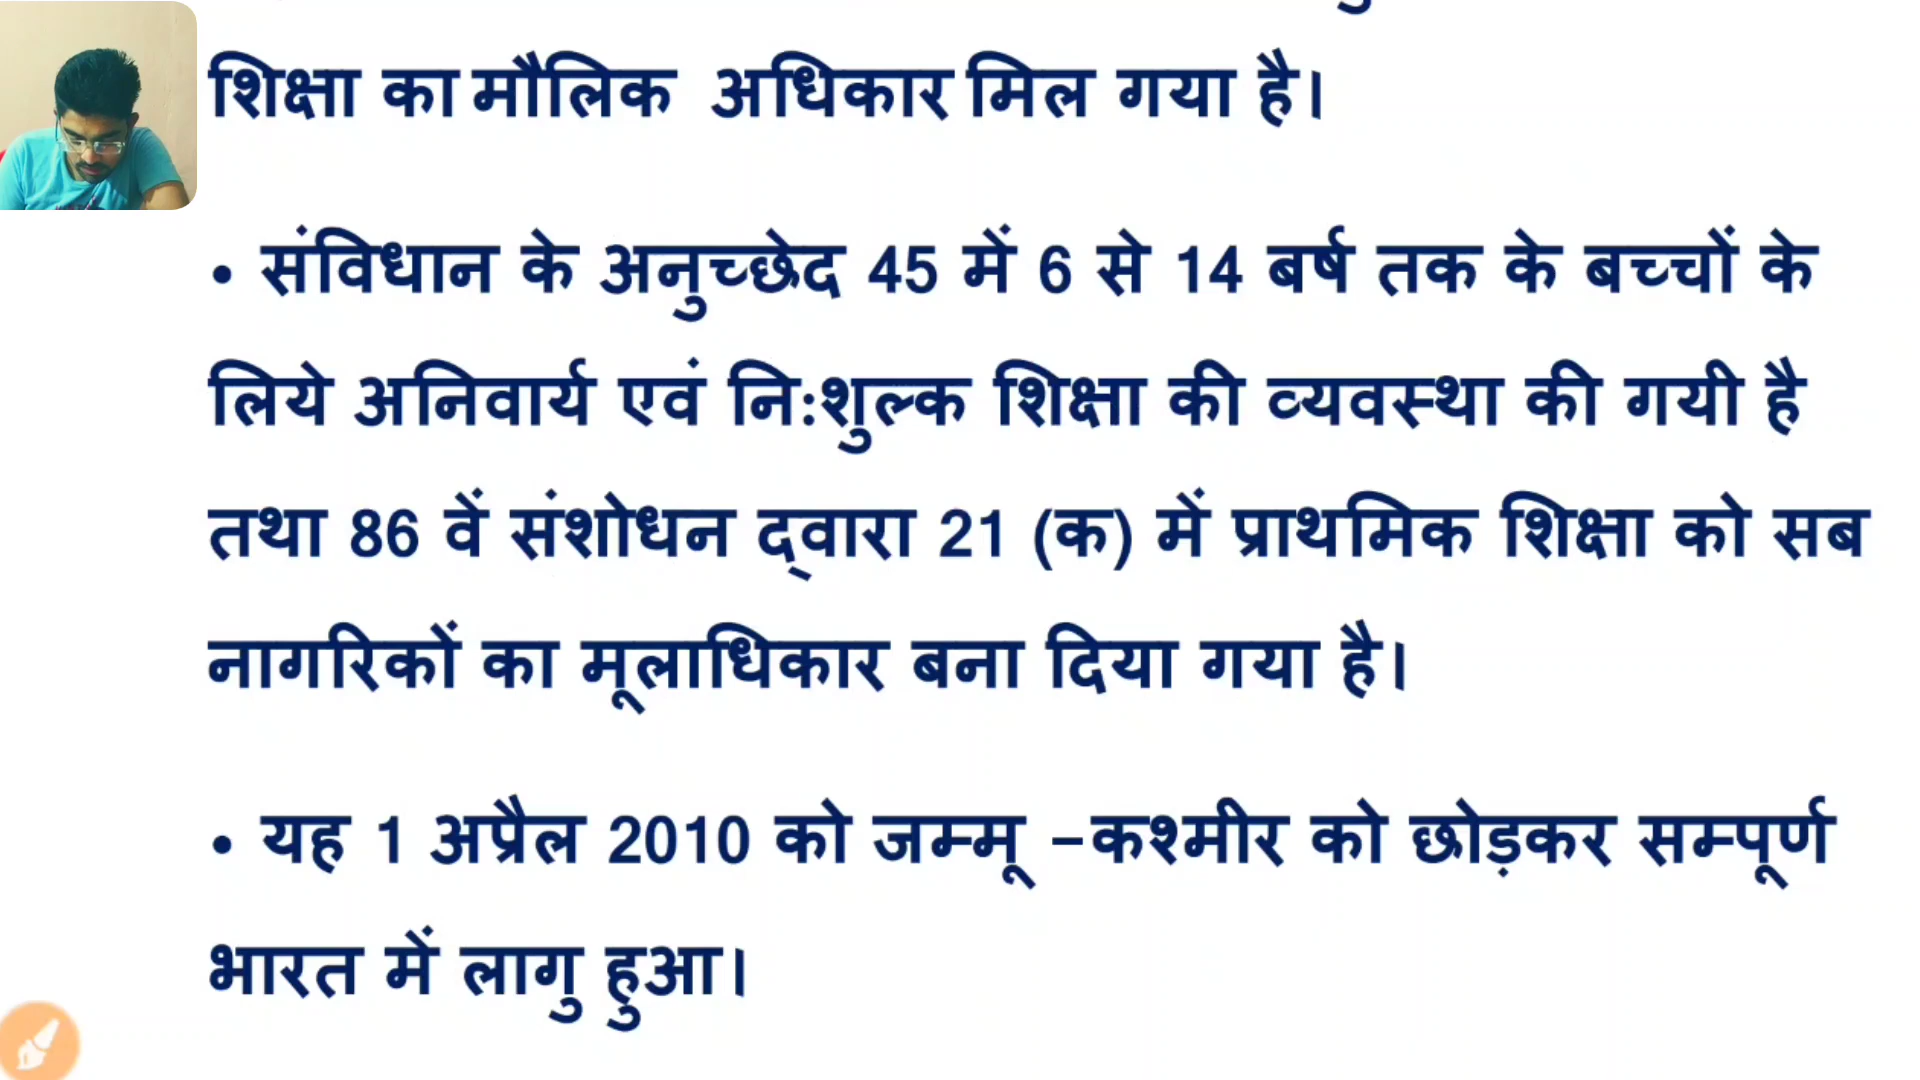 शिक्षा का मौलिक अधिकार मिल गया है।
• संविधान के अनुच्छेद 45 में 6 से 14 बर्ष तक के बच्चों के
लिये अनिवार्य एवं नि:शुल्क शिक्षा की व्यवस्था की गयी है
तथा 86 वें संशोधन द्वारा 21 (क) में प्राथमिक शिक्षा को सब
नागरिकों का मूलाधिकार बना दिया गया है।
• यह 1 अप्रैल 2010 को जम्मू -कश्मीर को छोड़कर सम्पूर्ण
भारत में लागु हुआ।